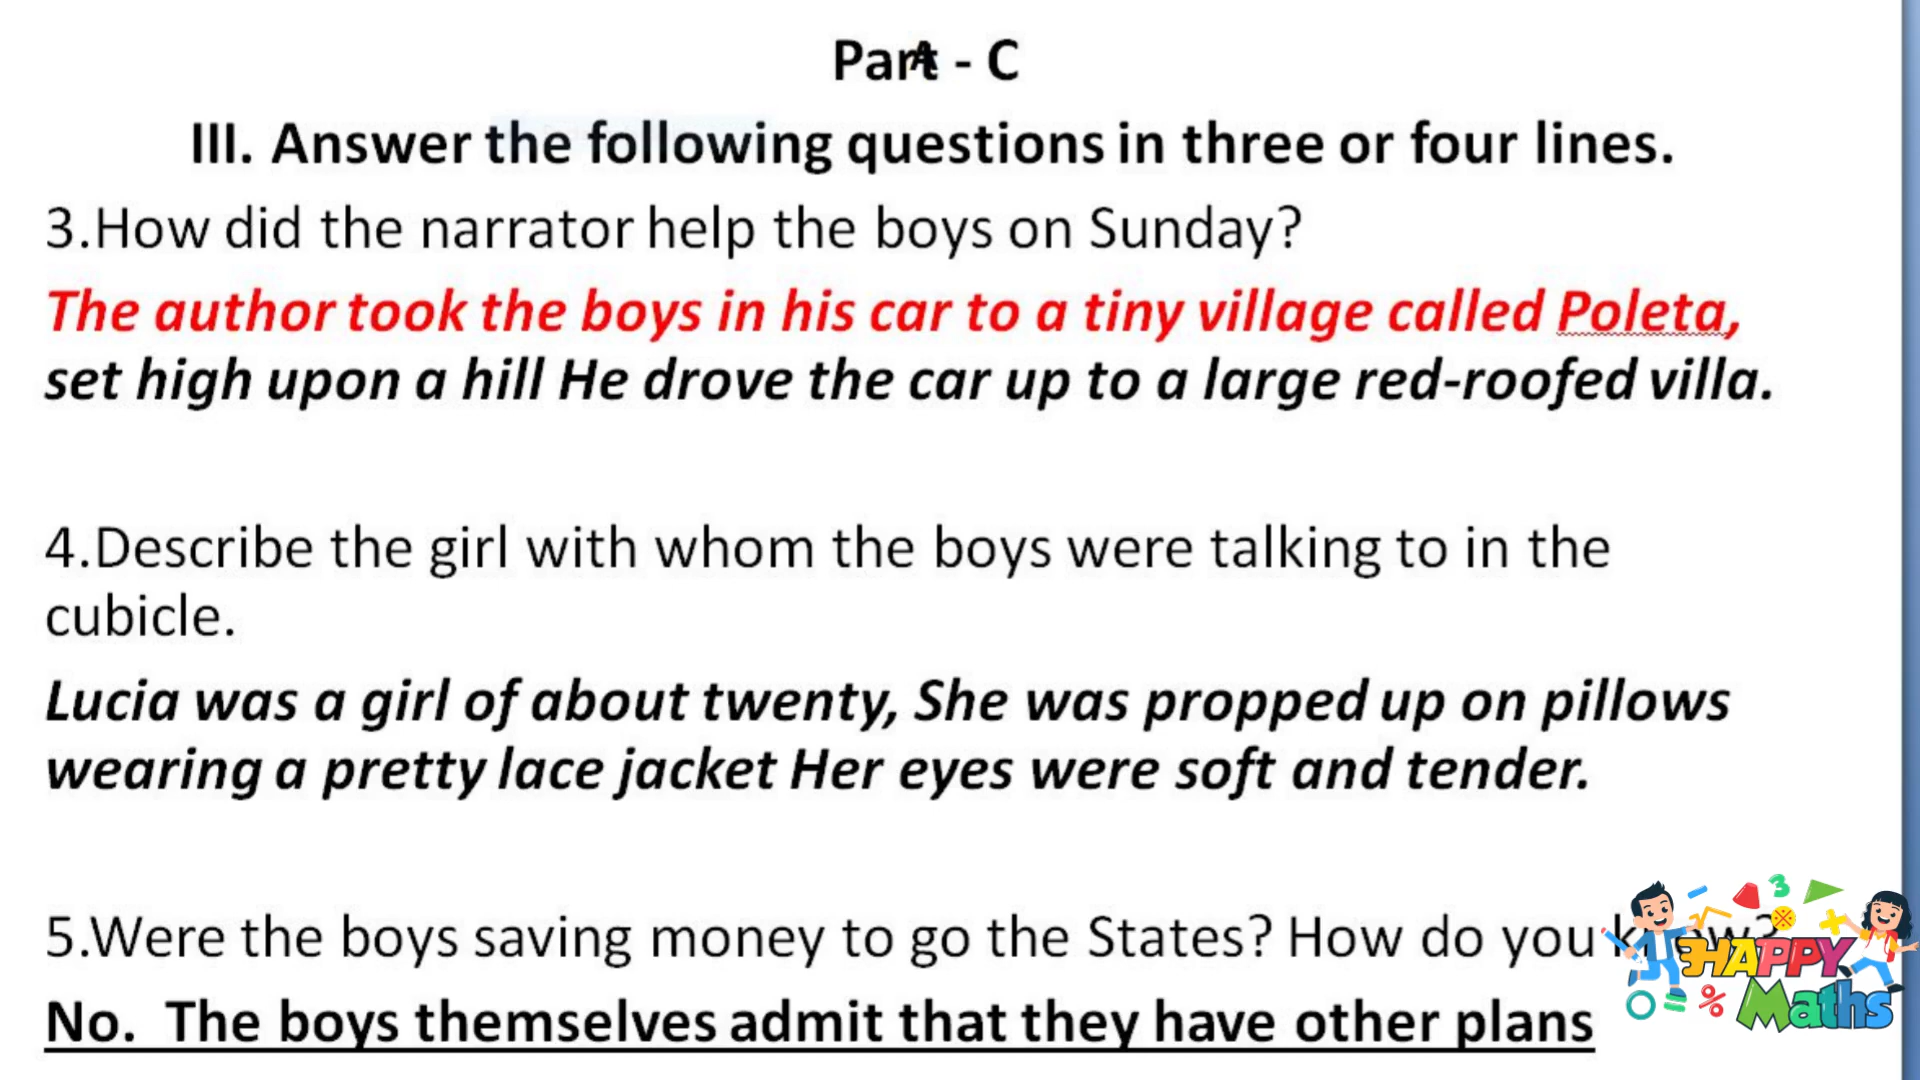 Part - C
III. Answer the following questions in three or four lines.
3.How did the narrator help the boys on Sunday?
The author took the boys in his car to a tiny village called Poleta,
set high upon a hill He drove the car up to a large red-roofed villa.
4.Describe the girl with whom the boys were talking to in the
cubicle.
Lucia was a girl of about twenty, She was propped up on pillows
wearing a pretty lace jacket Her eyes were soft and tender.
5.Were the boys saving money to go the States? How do you know?
No. The boys themselves admit that they have other plans
HAPPY
Maths